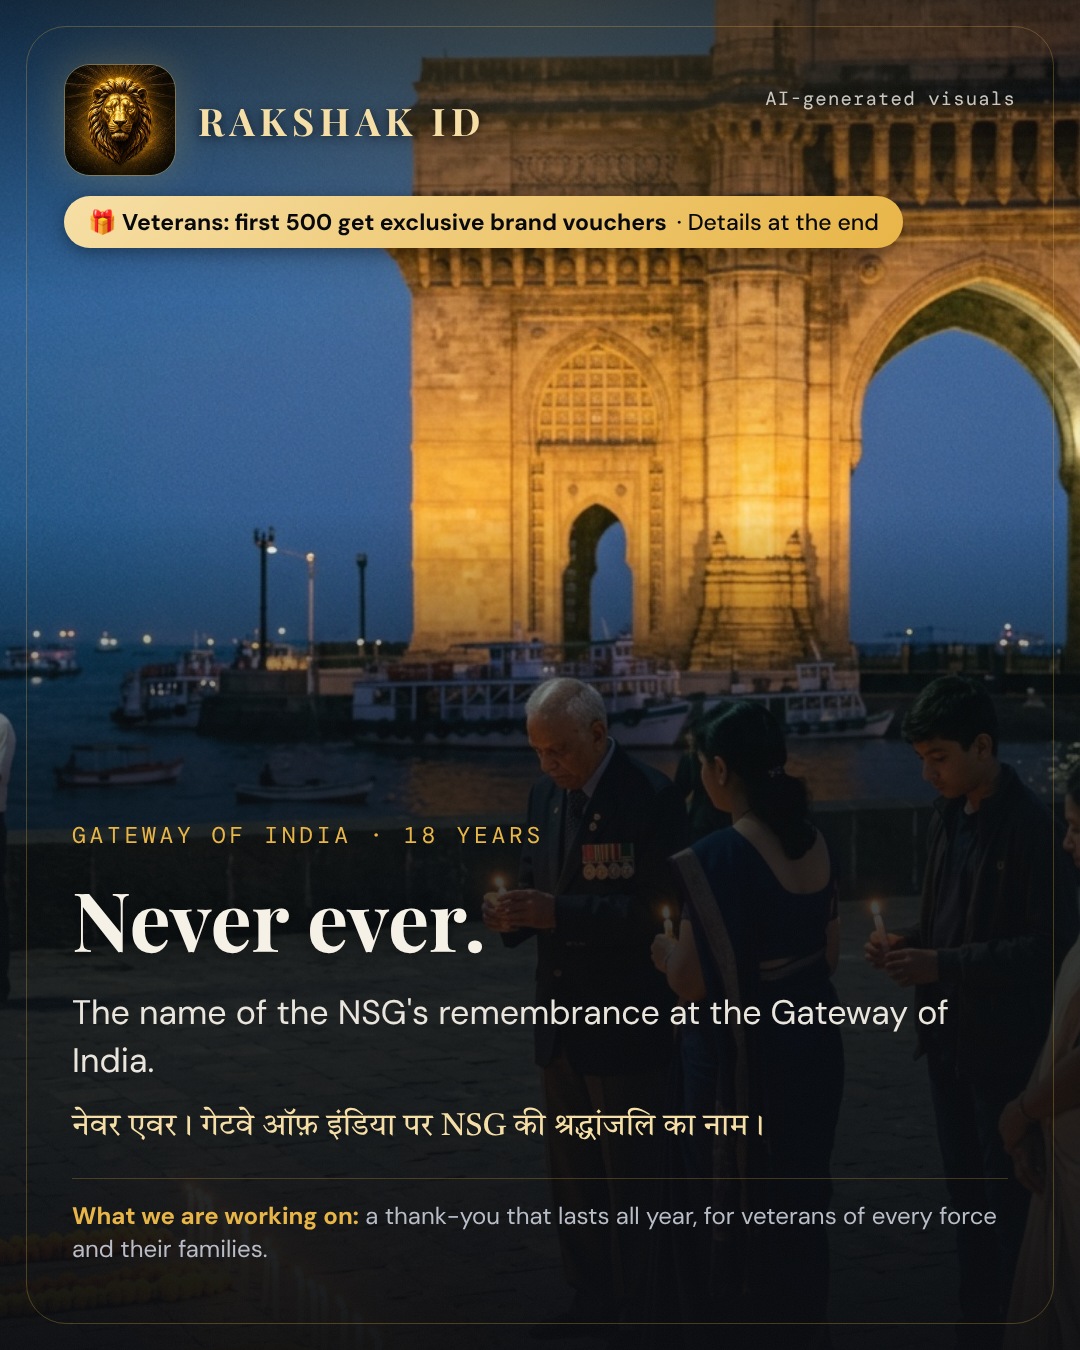 RAKSHAK ID
AI-generated visuals
🎁 Veterans: first 500 get exclusive brand vouchers · Details at the end
GATEWAY OF INDIA · 18 YEARS
Never ever.
The name of the NSG's remembrance at the Gateway of
India.
नेवर एवर। गेटवे ऑफ़ इंडिया पर NSG की श्रद्धांजलि का नाम।
What we are working on: a thank-you that lasts all year, for veterans of every force
and their families.